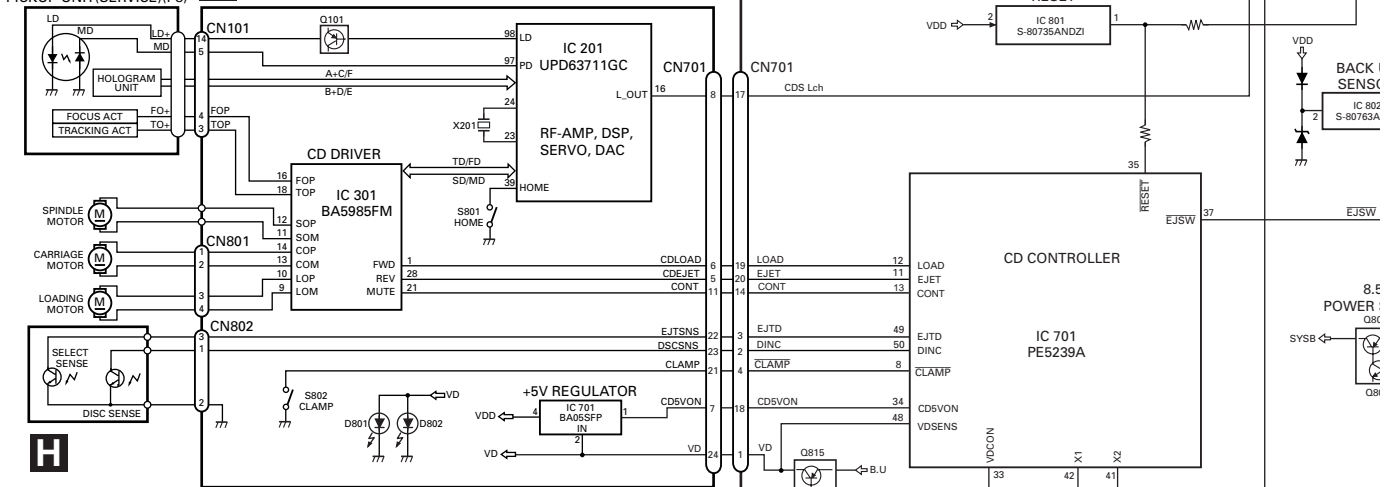 LD
MD
LD+
MD
CN101
14
5
HOLOGRAM
UNIT
FOCUS ACT
TRACKING ACT
FO+
TO+
4
3
FOP
TOP
Q101
A+C/F
B+D/E
98
LD
97
PD
IC 201
UPD63711GC
L_OUT
16
24
X201
23
RF-AMP, DSP,
SERVO, DAC
39
HOME
S801
HOME
TD/FD
SD/MD
CD DRIVER
IC 301
BA5985FM
16
FOP
18
TOP
12
SOP
11
SOM
14
COP
13
COM
10
LOP
9
LOM
FWD
1
REV
28
MUTE
21
SPINDLE
MOTOR
M
CARRIAGE
MOTOR
M
LOADING
MOTOR
M
CN801
1
2
3
4
CN802
3
1
2
SELECT
SENSE
DISC SENSE
H
S802
CLAMP
D801
D802
VD
+5V REGULATOR
VDD
4
IC 701
BA05SFP
IN
1
2
VD
CN701
CN701
8
17
CDS Lch
CDLOAD
6
19
LOAD
CDEJET
5
20
EJET
CONT
11
14
CONT
EJTSNS
22
3
EJTD
DSCSNS
23
2
DINC
CLAMP
21
4
CLAMP
CD5VON
7
18
CD5VON
VD
24
1
VD
Q815
B.U
VDD
2
IC 801
S-80735ANDZI
1
35
RESET
EJSW
37
EJSW
CD CONTROLLER
IC 701
PE5239A
12
LOAD
11
EJET
13
CONT
49
EJTD
50
DINC
8
CLAMP
34
CD5VON
48
VDSENS
VDCON
33
X1
42
X2
41
VDD
BACK
SENSO
IC 802
2
S-80763A
8.5
POWER
SYSB